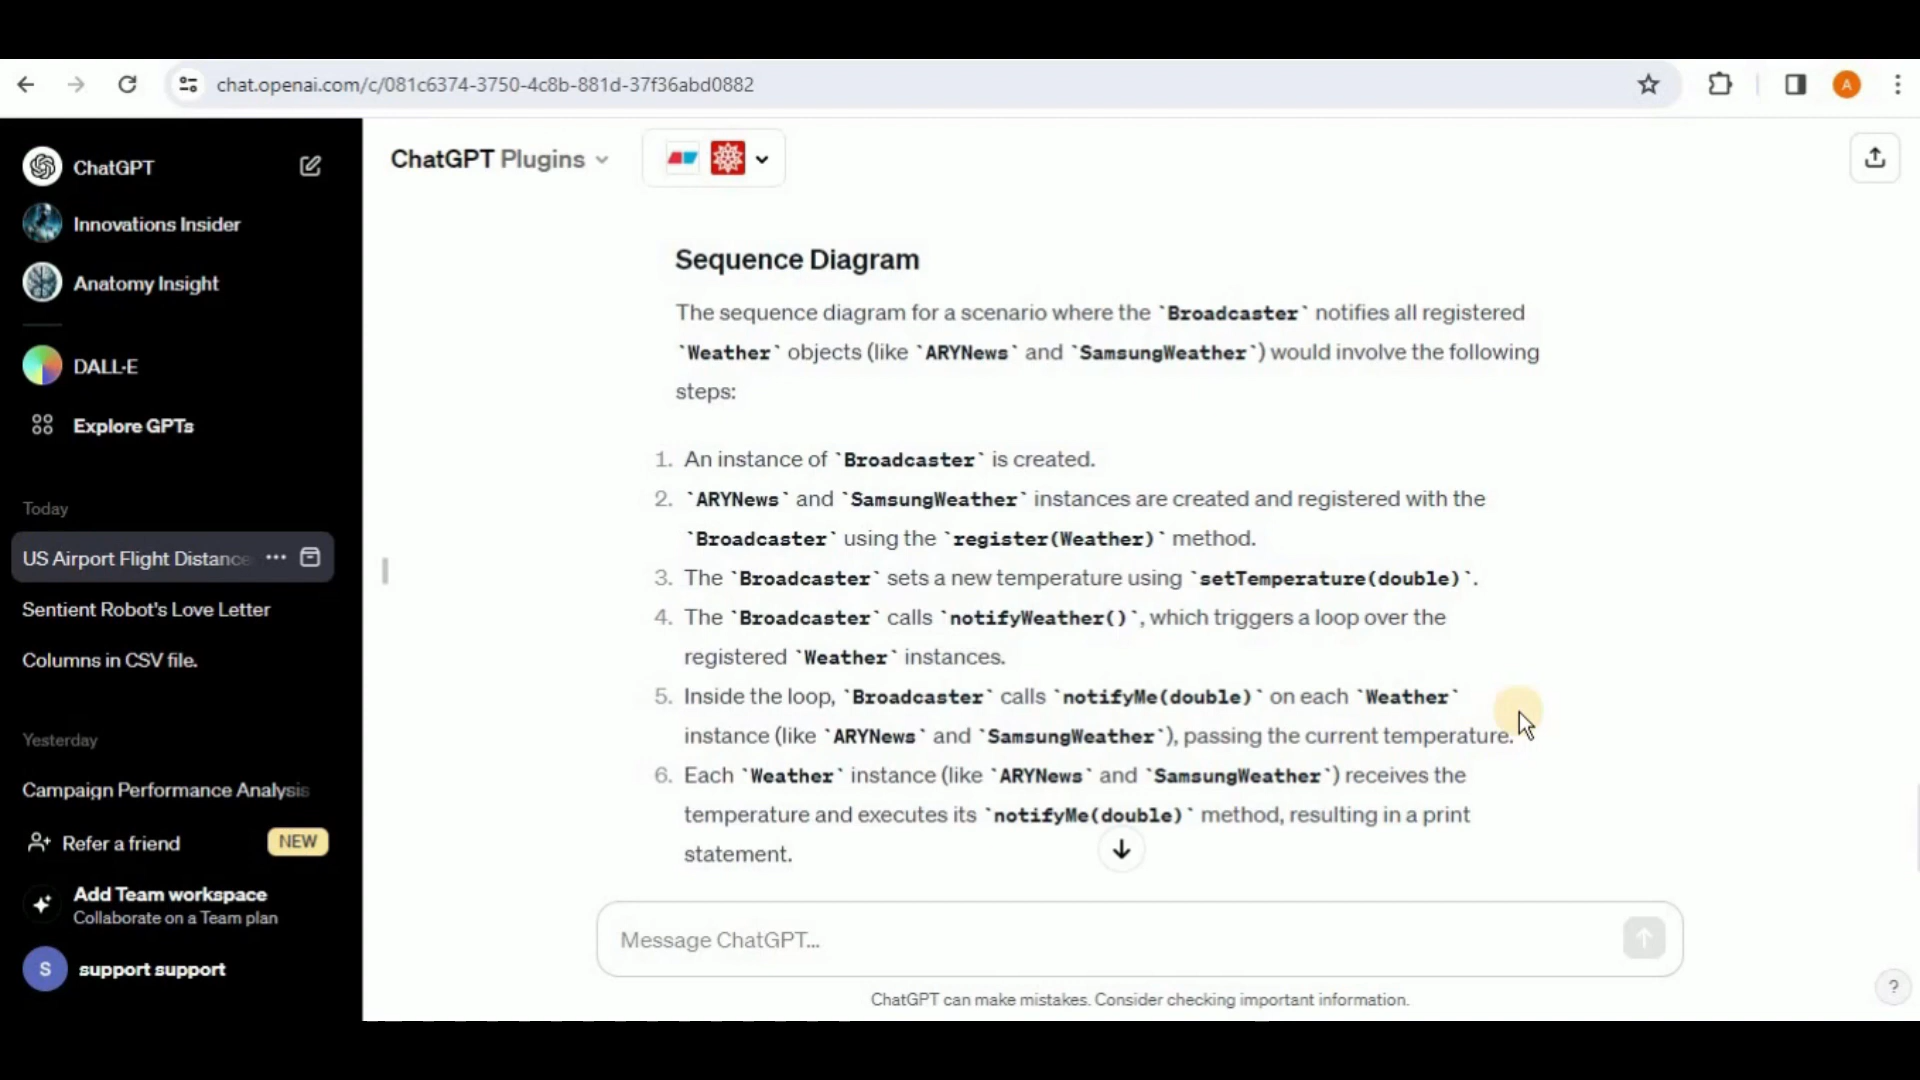 chat.openai.com/c/081c6374-3750-4c8b-881d-37f36abd0882
A
ChatGPT
Innovations Insider
Anatomy Insight
DALL·E
Explore GPTs
Today
US Airport Flight Distance
Sentient Robot's Love Letter
Columns in CSV file.
Yesterday
Campaign Performance Analysis
Refer a friend NEW
Add Team workspace
Collaborate on a Team plan
S support support
ChatGPT Plugins
Sequence Diagram
The sequence diagram for a scenario where the `Broadcaster` notifies all registered
`Weather` objects (like `ARYNews` and `SamsungWeather`) would involve the following
steps:
1. An instance of `Broadcaster` is created.
2. `ARYNews` and `SamsungWeather` instances are created and registered with the
`Broadcaster` using the `register(Weather)` method.
3. The `Broadcaster` sets a new temperature using `setTemperature(double)`.
4. The `Broadcaster` calls `notifyWeather()`, which triggers a loop over the
registered `Weather` instances.
5. Inside the loop, `Broadcaster` calls `notifyMe(double)` on each `Weather`
instance (like `ARYNews` and `SamsungWeather`), passing the current temperature.
6. Each `Weather` instance (like `ARYNews` and `SamsungWeather`) receives the
temperature and executes its `notifyMe(double)` method, resulting in a print
statement.
Message ChatGPT...
ChatGPT can make mistakes. Consider checking important information.
?